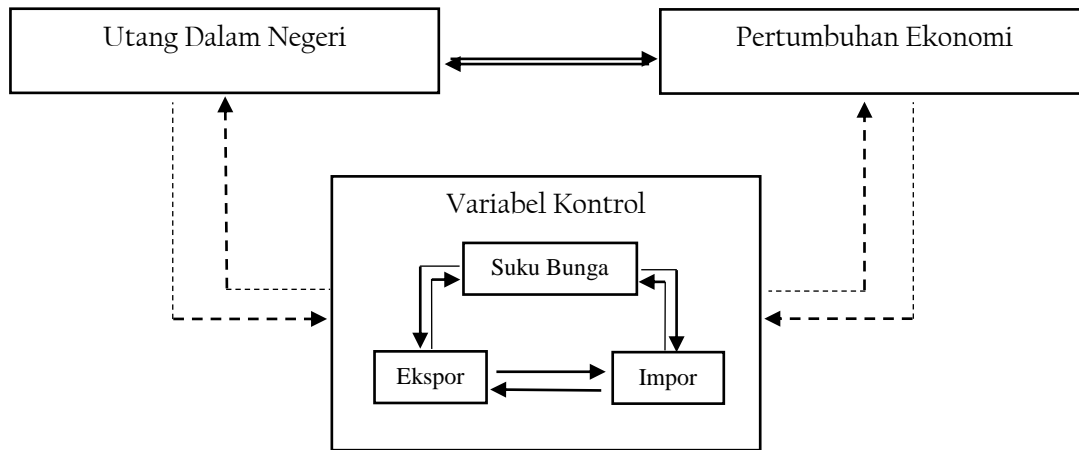 Utang Dalam Negeri
Pertumbuhan Ekonomi
Variabel Kontrol
Suku Bunga
Ekspor
Impor